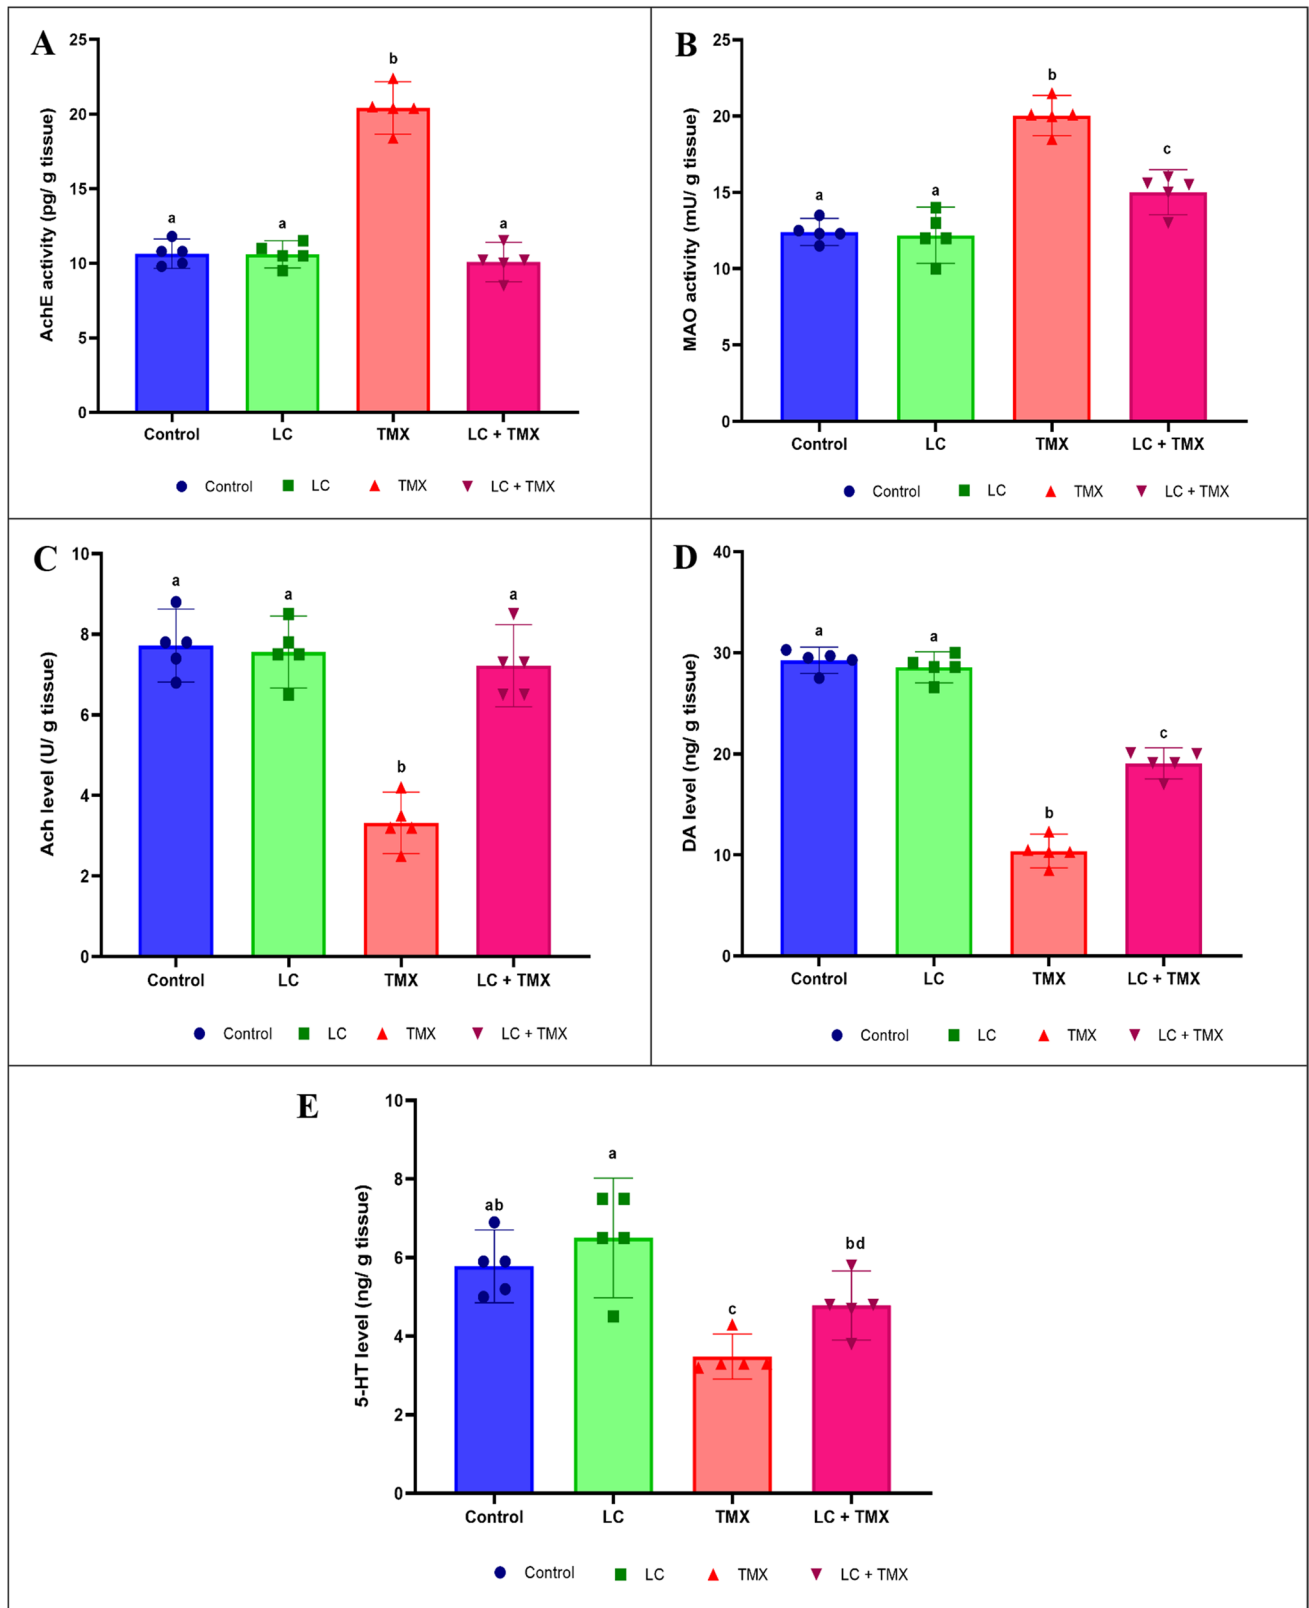 A
AchE activity (pg/ g tissue)
25
20
15
10
5
0
a
a
b
a
Control LC TMX LC + TMX
Control LC TMX LC + TMX
B
MAO activity (mU/ g tissue)
25
20
15
10
5
0
a
a
b
c
Control LC TMX LC + TMX
Control LC TMX LC + TMX
C
Ach level (U/ g tissue)
10
8
6
4
2
0
a
a
b
a
Control LC TMX LC + TMX
Control LC TMX LC + TMX
D
DA level (ng/ g tissue)
40
30
20
10
0
a
a
b
c
Control LC TMX LC + TMX
Control LC TMX LC + TMX
E
5-HT level (ng/ g tissue)
10
8
6
4
2
0
ab
a
c
bd
Control LC TMX LC + TMX
Control LC TMX LC + TMX